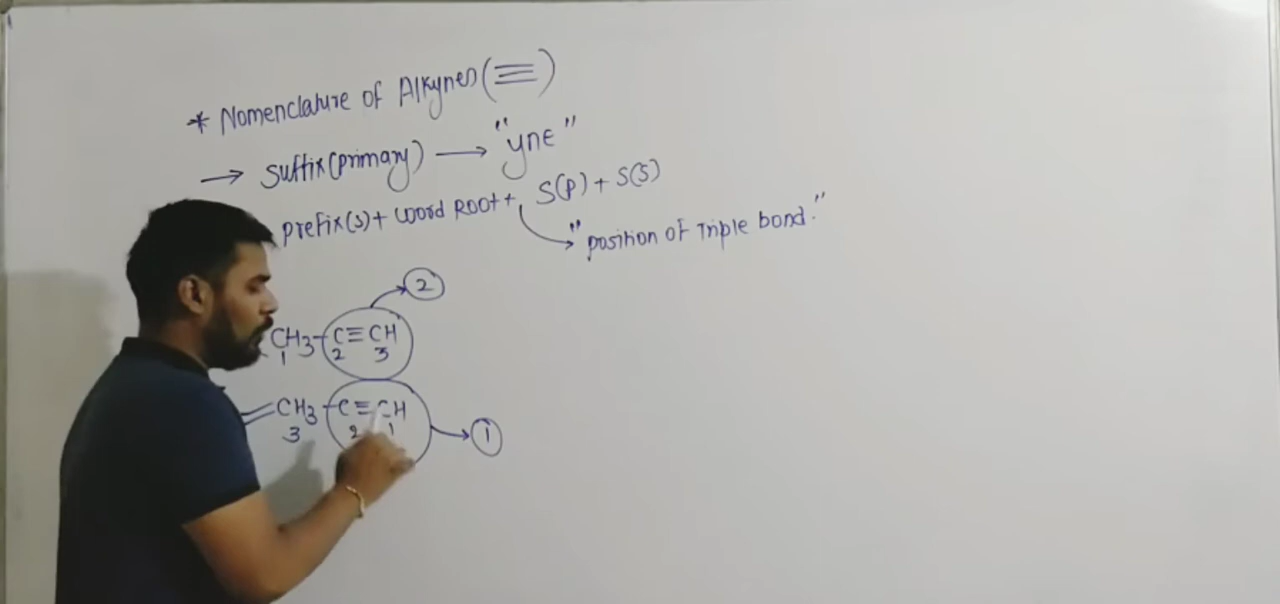 * Nomenclature of Alkynes (≡)
→ suffix (primary) → "yne"
prefix(s) + word Root + S(P) + S(S)
→ "position of Triple bond."
②
CH3-C≡CH
1 2 3
=CH3-C≡CH
3 2 1
①